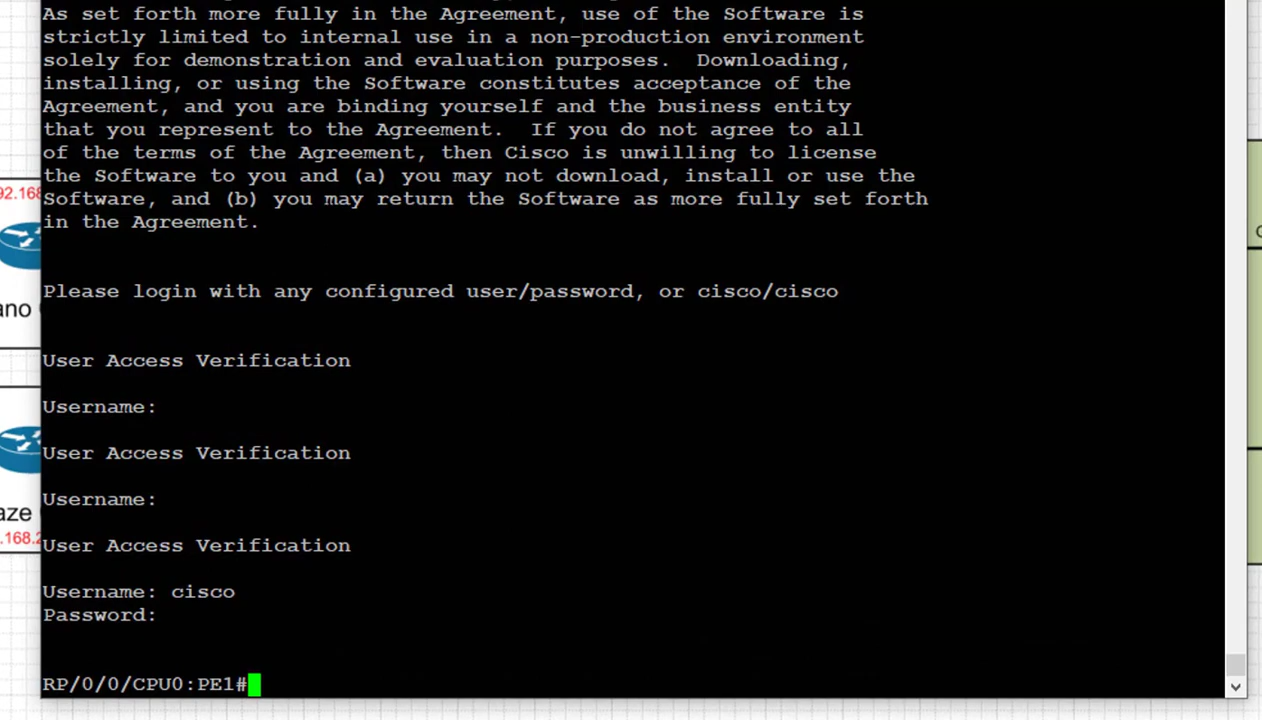 As set forth more fully in the Agreement, use of the Software is
strictly limited to internal use in a non-production environment
solely for demonstration and evaluation purposes.  Downloading,
installing, or using the Software constitutes acceptance of the
Agreement, and you are binding yourself and the business entity
that you represent to the Agreement.  If you do not agree to all
of the terms of the Agreement, then Cisco is unwilling to license
the Software to you and (a) you may not download, install or use the
Software, and (b) you may return the Software as more fully set forth
in the Agreement.
Please login with any configured user/password, or cisco/cisco
User Access Verification
Username:
User Access Verification
Username:
User Access Verification
Username: cisco
Password:
RP/0/0/CPU0:PE1#
92.168
ano
aze
.168.2